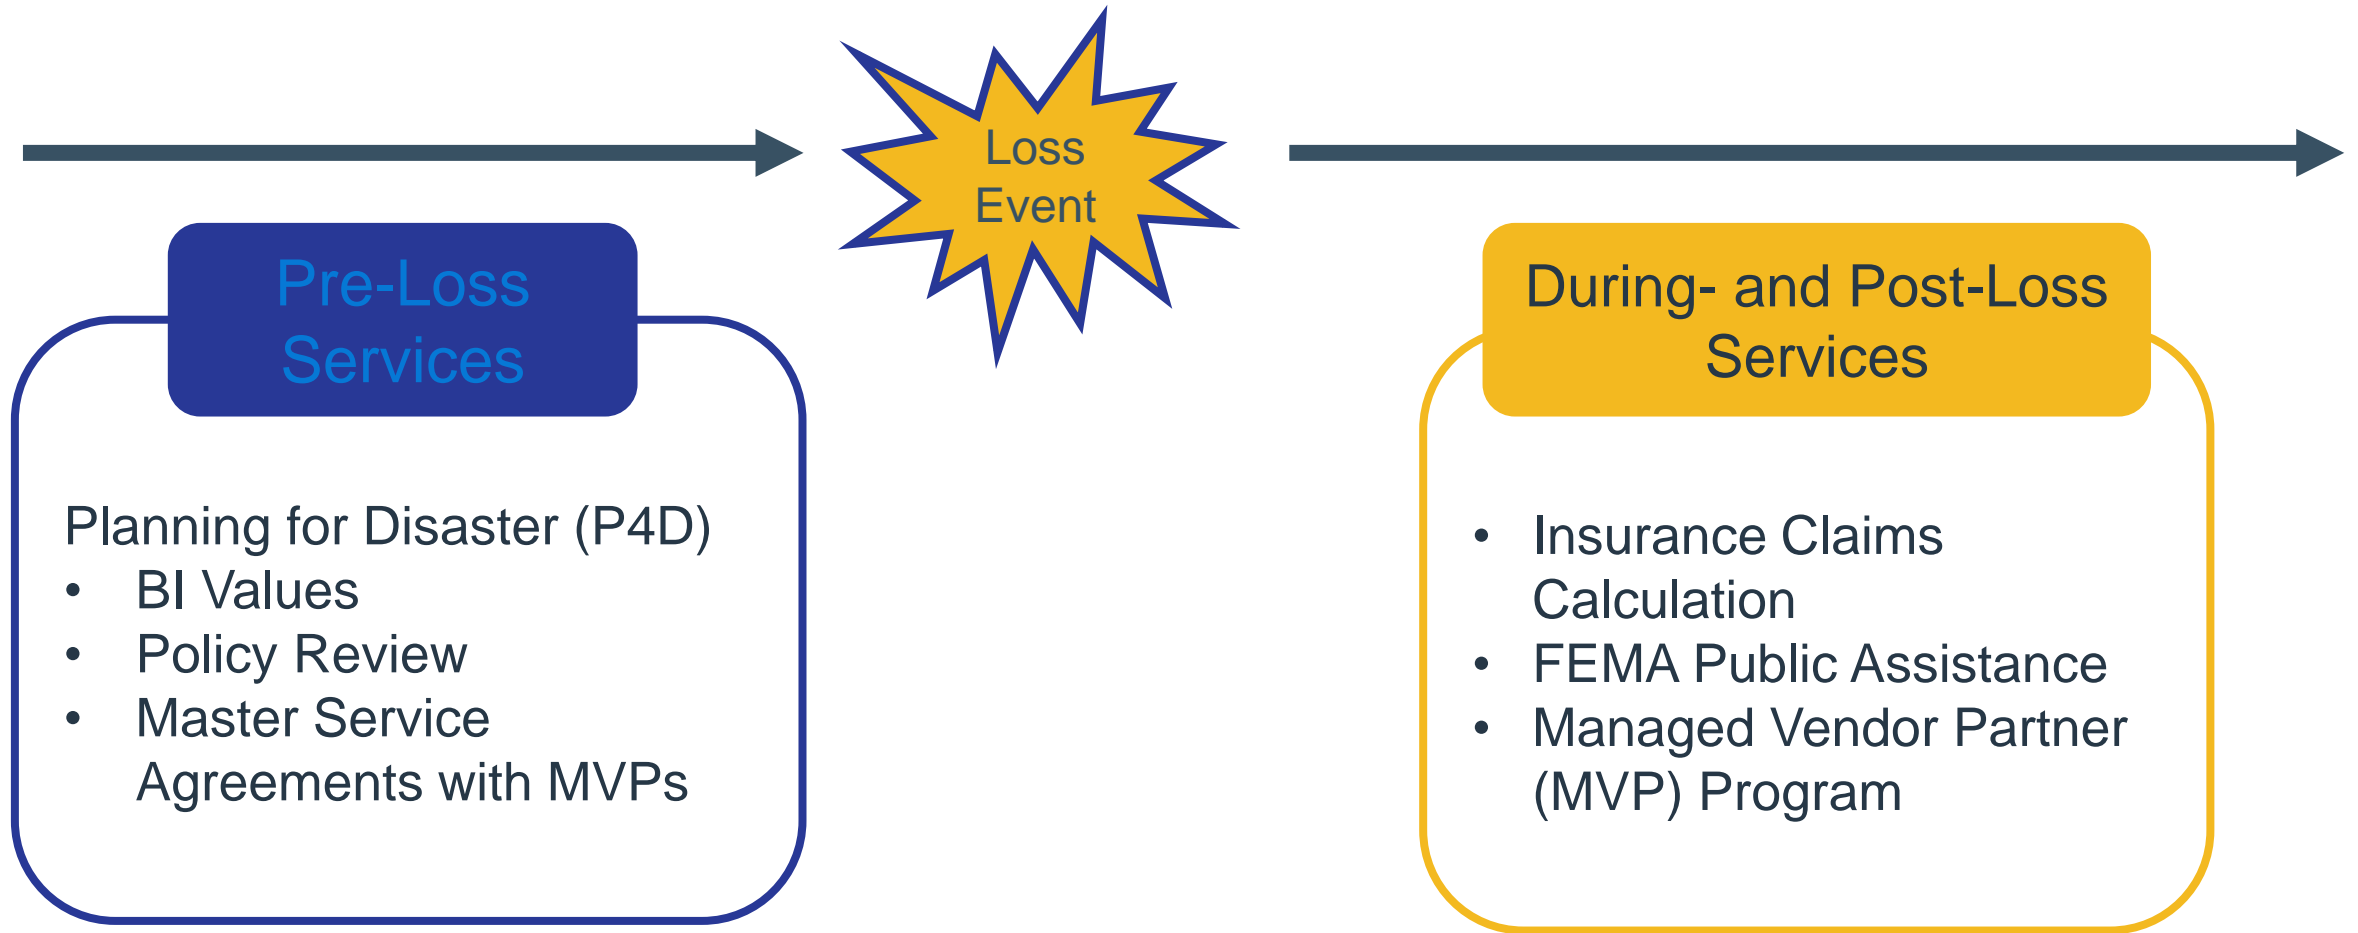 Loss
Event
Pre-Loss
Services
Planning for Disaster (P4D)
• BI Values
• Policy Review
• Master Service
Agreements with MVPs
During- and Post-Loss
Services
• Insurance Claims
Calculation
• FEMA Public Assistance
• Managed Vendor Partner
(MVP) Program